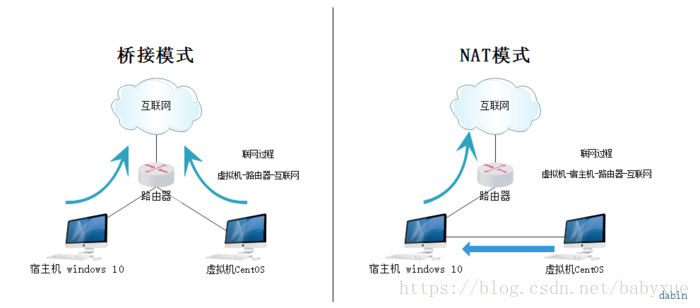 桥接模式
互联网
联网过程
虚拟机-路由器-互联网
路由器
宿主机 windows 10
虚拟机CentOS
NAT模式
互联网
联网过程
虚拟机-宿主机-路由器-互联网
路由器
宿主机 windows 10
虚拟机CentOS
https://blog.csdn.net/babyxue
dabin